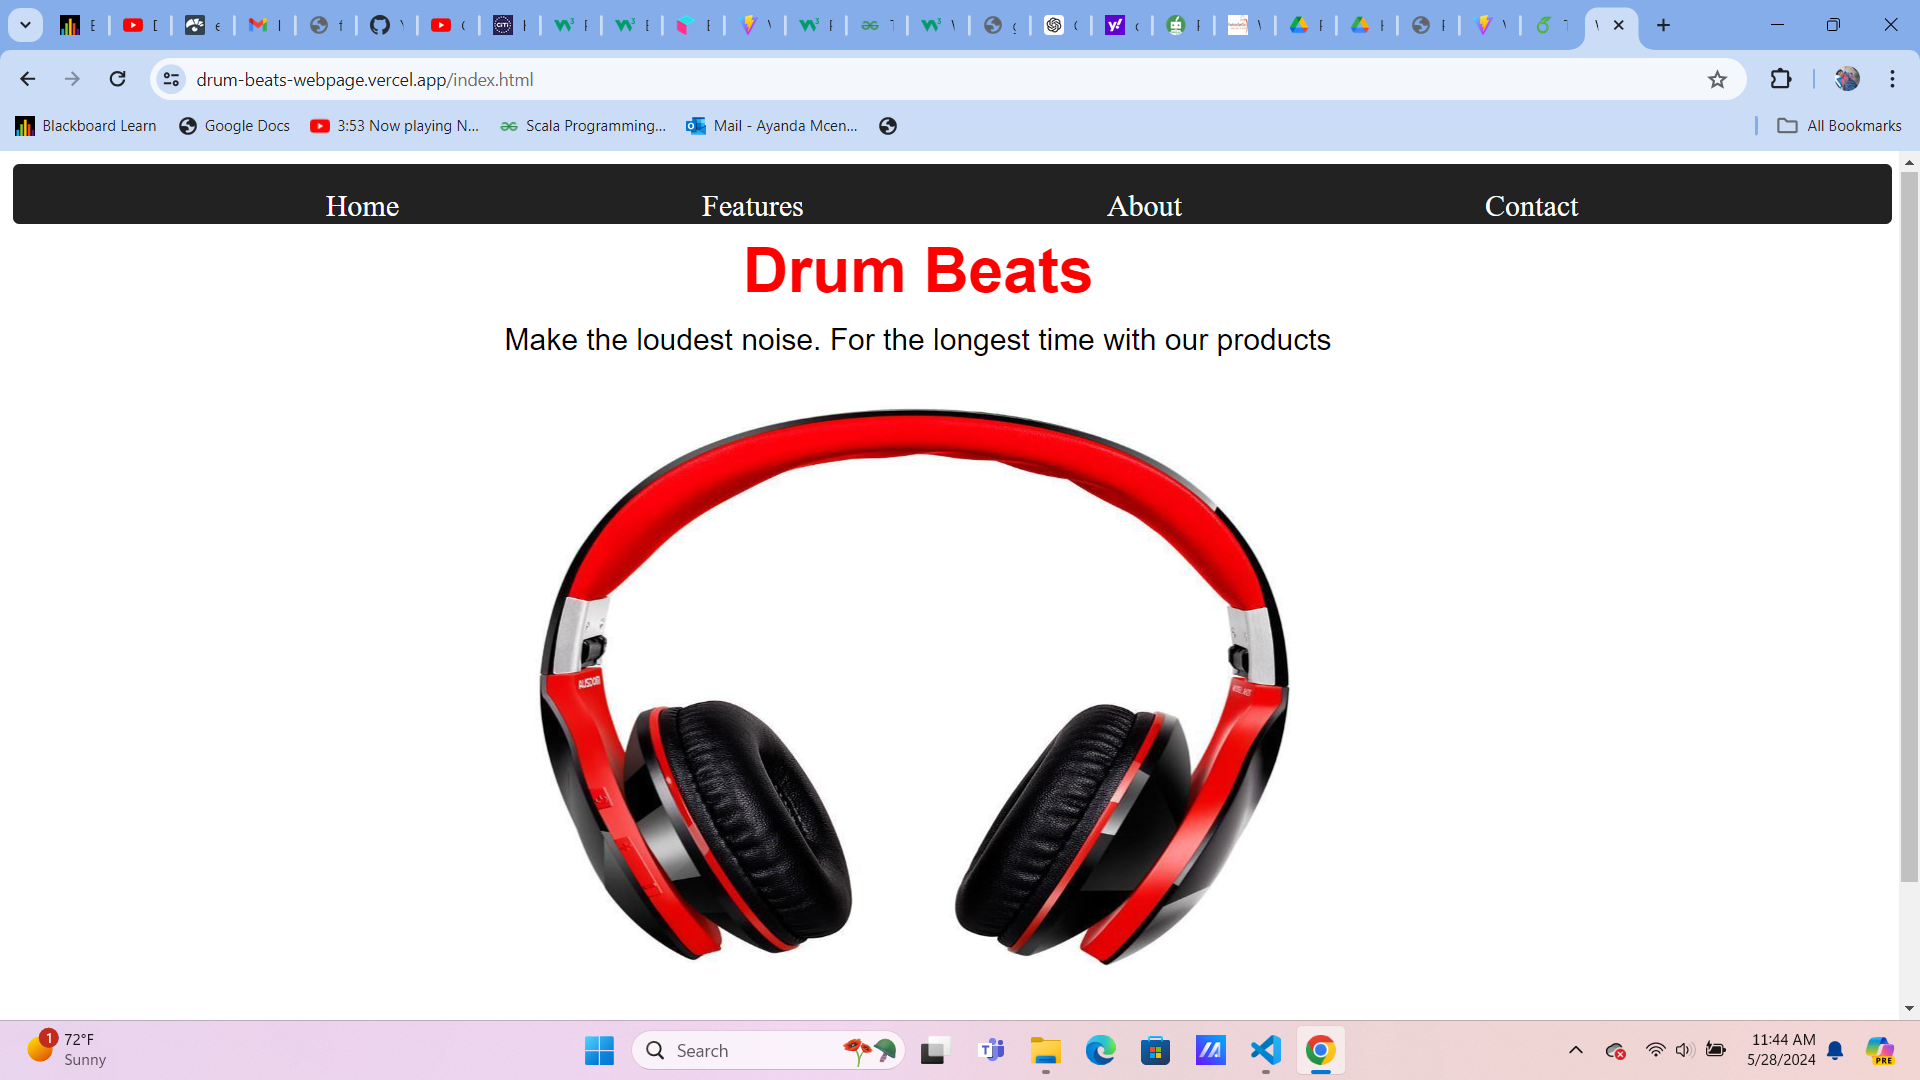 drum-beats-webpage.vercel.app/index.html
Blackboard Learn
Google Docs
3:53 Now playing N...
Scala Programming...
Mail - Ayanda Mcen...
All Bookmarks
Home
Features
About
Contact
Drum Beats
Make the loudest noise. For the longest time with our products
1
72°F
Sunny
Search
11:44 AM
5/28/2024
PRE